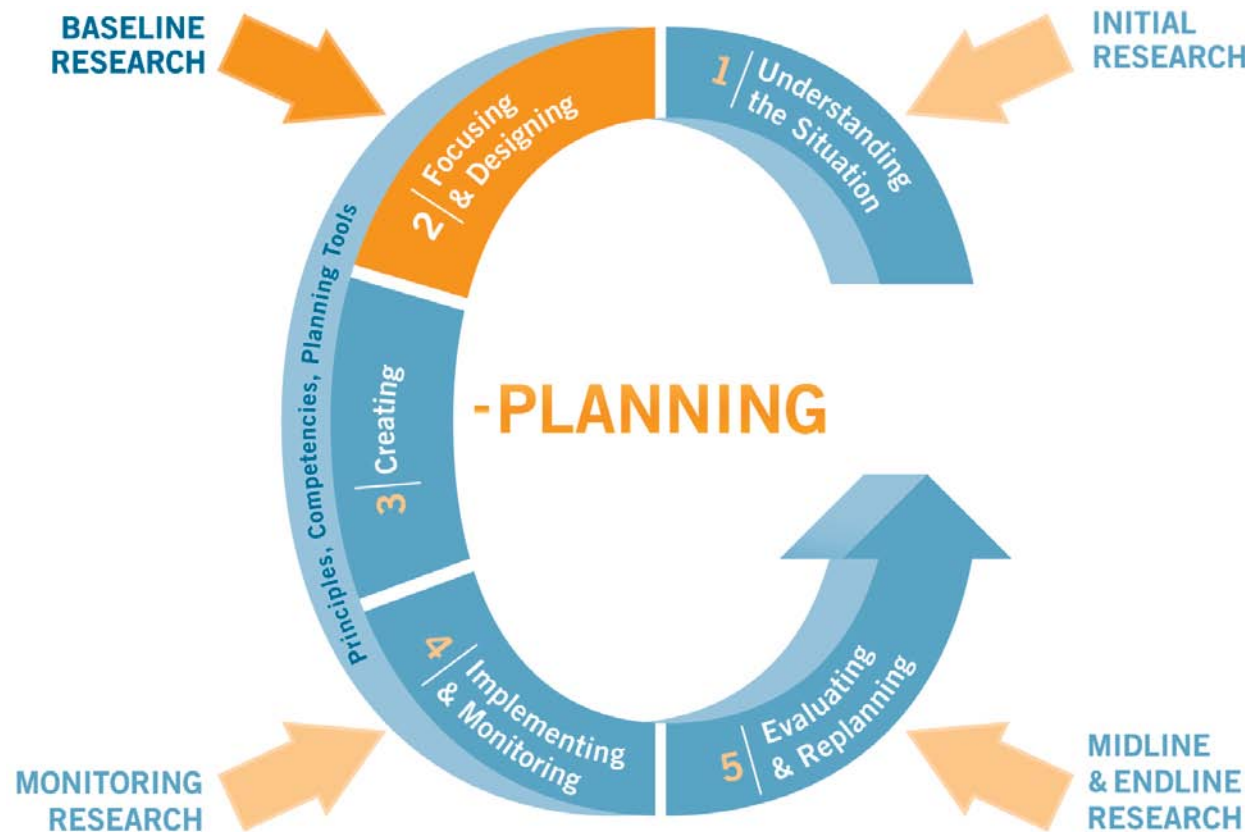 BASELINE
RESEARCH
INITIAL
RESEARCH
1
Understanding
the Situation
2
Focusing
& Designing
Principles, Competencies, Planning Tools
3
Creating
-PLANNING
4
Implementing
& Monitoring
5
Evaluating
& Replanning
MONITORING
RESEARCH
MIDLINE
& ENDLINE
RESEARCH